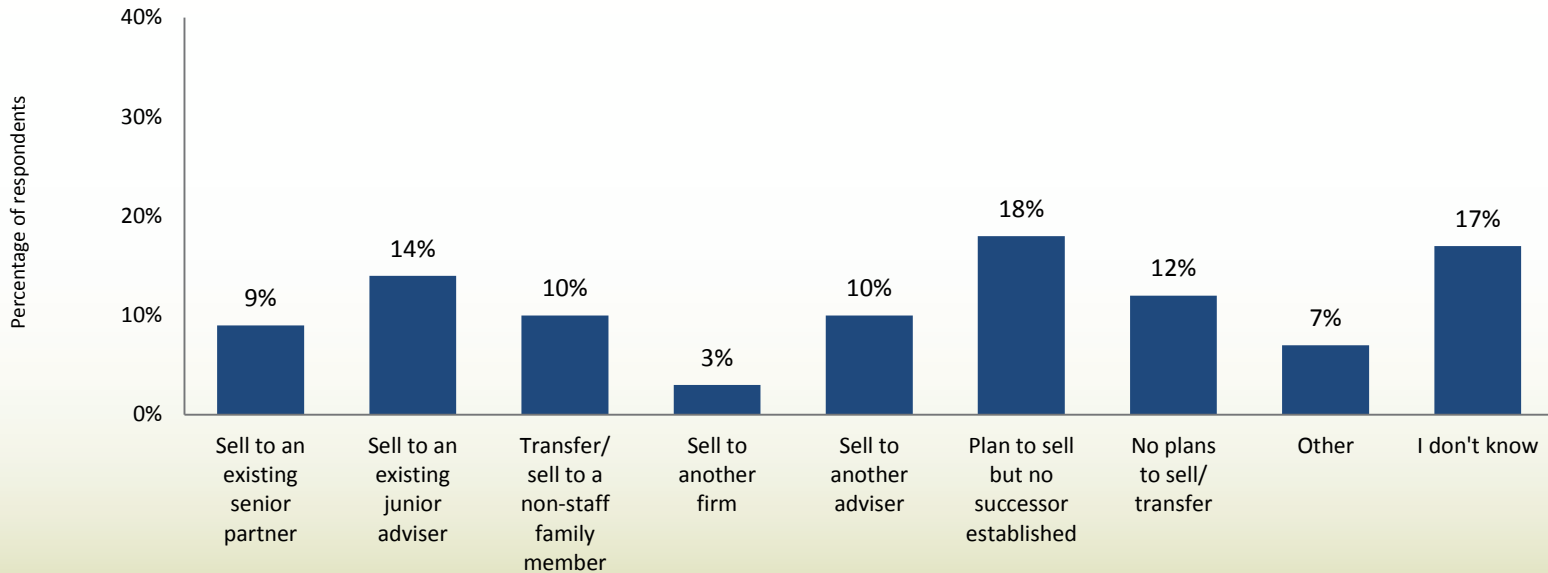 Percentage of respondents
40%
30%
20%
10%
0%
9%
14%
10%
3%
10%
18%
12%
7%
17%
Sell to an
existing
senior
partner
Sell to an
existing
junior
adviser
Transfer/
sell to a
non-staff
family
member
Sell to
another
firm
Sell to
another
adviser
Plan to sell
but no
successor
established
No plans
to sell/
transfer
Other
I don't know